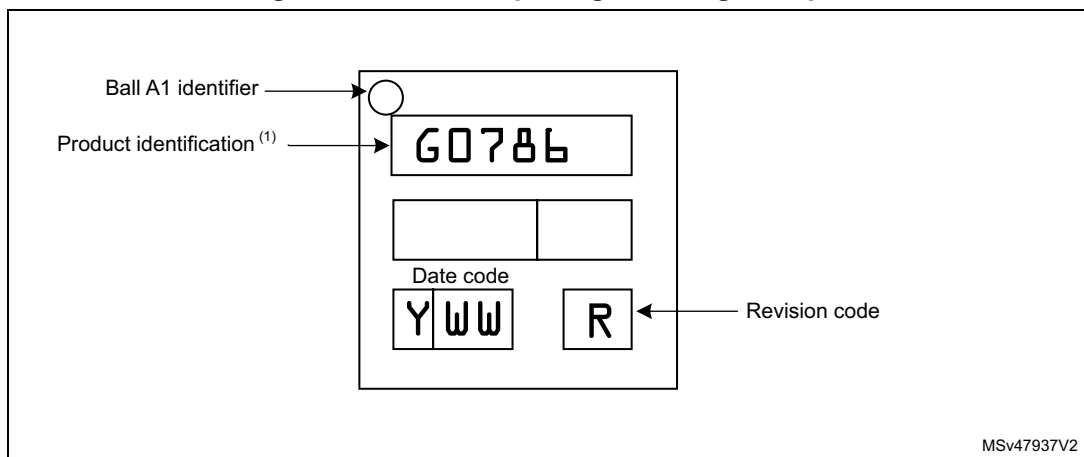 Ball A1 identifier
Product identification (1)
G0786
Date code
Y WW
R
Revision code
MSv47937V2